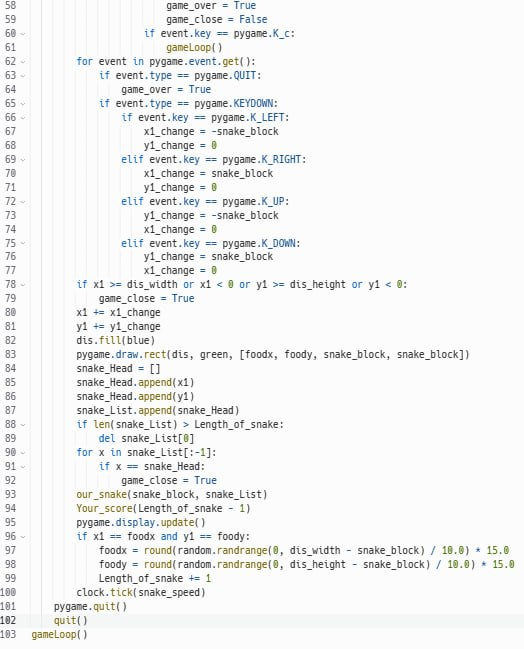 58 game_over = True
59 game_close = False
60 if event.key == pygame.K_c:
61 gameLoop()
62 for event in pygame.event.get():
63 if event.type == pygame.QUIT:
64 game_over = True
65 if event.type == pygame.KEYDOWN:
66 if event.key == pygame.K_LEFT:
67 x1_change = -snake_block
68 y1_change = 0
69 elif event.key == pygame.K_RIGHT:
70 x1_change = snake_block
71 y1_change = 0
72 elif event.key == pygame.K_UP:
73 y1_change = -snake_block
74 x1_change = 0
75 elif event.key == pygame.K_DOWN:
76 y1_change = snake_block
77 x1_change = 0
78 if x1 >= dis_width or x1 < 0 or y1 >= dis_height or y1 < 0:
79 game_close = True
80 x1 += x1_change
81 y1 += y1_change
82 dis.fill(blue)
83 pygame.draw.rect(dis, green, [foodx, foody, snake_block, snake_block])
84 snake_Head = []
85 snake_Head.append(x1)
86 snake_Head.append(y1)
87 snake_List.append(snake_Head)
88 if len(snake_List) > Length_of_snake:
89 del snake_List[0]
90 for x in snake_List[:-1]:
91 if x == snake_Head:
92 game_close = True
93 our_snake(snake_block, snake_List)
94 Your_score(Length_of_snake - 1)
95 pygame.display.update()
96 if x1 == foodx and y1 == foody:
97 foodx = round(random.randrange(0, dis_width - snake_block) / 10.0) * 15.0
98 foody = round(random.randrange(0, dis_height - snake_block) / 10.0) * 15.0
99 Length_of_snake += 1
100 clock.tick(snake_speed)
101 pygame.quit()
102 quit()
103 gameLoop()